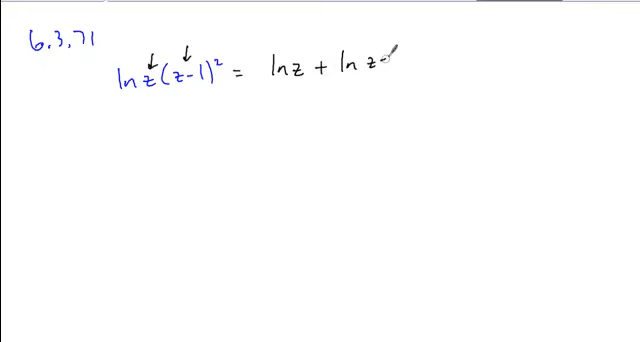 6.3.71
ln z (z-1)² = ln z + ln z-